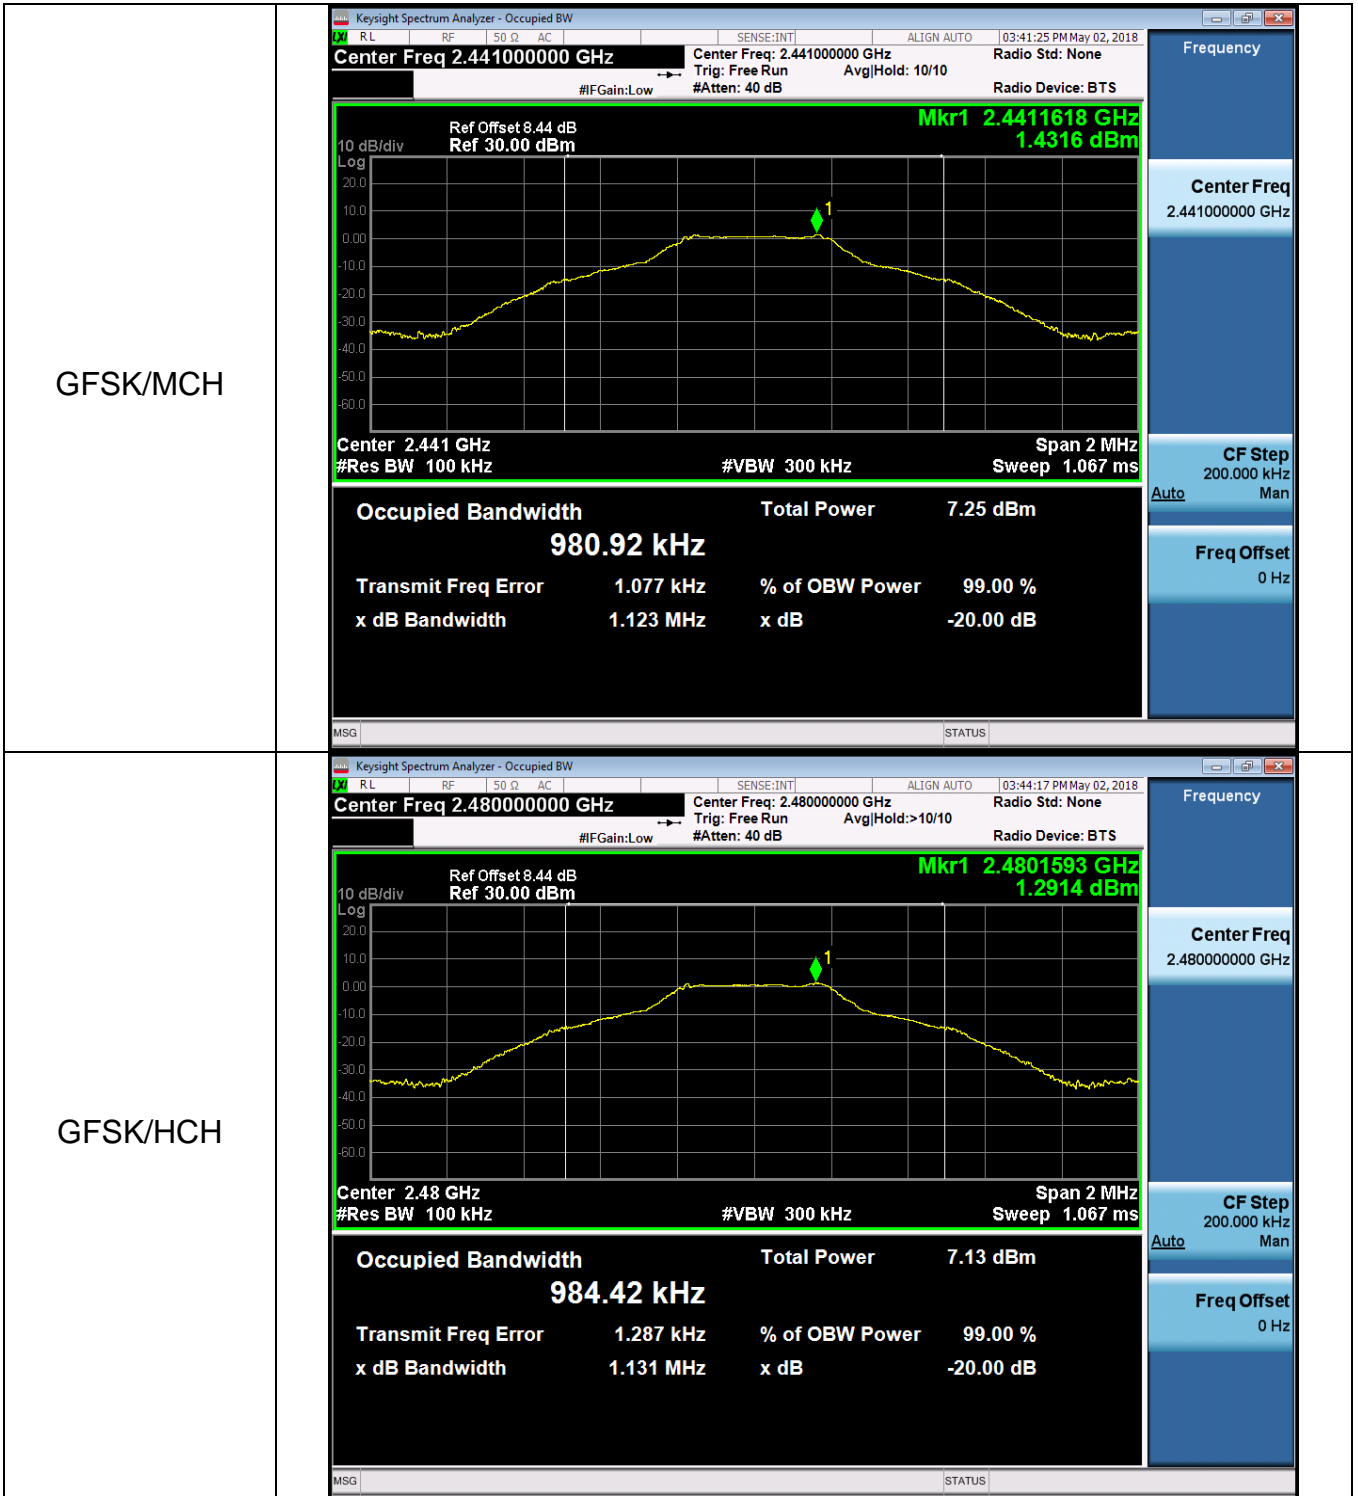 GFSK/MCH
Keysight Spectrum Analyzer - Occupied BW
LXI RL RF 50 Ω AC SENSE:INT ALIGN AUTO 03:41:25 PM May 02, 2018
Center Freq 2.441000000 GHz
Center Freq: 2.441000000 GHz
Radio Std: None
Trig: Free Run Avg|Hold: 10/10
#IFGain:Low #Atten: 40 dB Radio Device: BTS
Mkr1 2.4411618 GHz
1.4316 dBm
Ref Offset 8.44 dB
10 dB/div Ref 30.00 dBm
Log
20.0
10.0
0.00
-10.0
-20.0
-30.0
-40.0
-50.0
-60.0
1
Center 2.441 GHz Span 2 MHz
#Res BW 100 kHz #VBW 300 kHz Sweep 1.067 ms
Occupied Bandwidth Total Power 7.25 dBm
980.92 kHz
Transmit Freq Error 1.077 kHz % of OBW Power 99.00 %
x dB Bandwidth 1.123 MHz x dB -20.00 dB
MSG STATUS
Frequency
Center Freq
2.441000000 GHz
CF Step
200.000 kHz
Auto Man
Freq Offset
0 Hz
GFSK/HCH
Keysight Spectrum Analyzer - Occupied BW
LXI RL RF 50 Ω AC SENSE:INT ALIGN AUTO 03:44:17 PM May 02, 2018
Center Freq 2.480000000 GHz
Center Freq: 2.480000000 GHz
Radio Std: None
Trig: Free Run Avg|Hold:>10/10
#IFGain:Low #Atten: 40 dB Radio Device: BTS
Mkr1 2.4801593 GHz
1.2914 dBm
Ref Offset 8.44 dB
10 dB/div Ref 30.00 dBm
Log
20.0
10.0
0.00
-10.0
-20.0
-30.0
-40.0
-50.0
-60.0
1
Center 2.48 GHz Span 2 MHz
#Res BW 100 kHz #VBW 300 kHz Sweep 1.067 ms
Occupied Bandwidth Total Power 7.13 dBm
984.42 kHz
Transmit Freq Error 1.287 kHz % of OBW Power 99.00 %
x dB Bandwidth 1.131 MHz x dB -20.00 dB
MSG STATUS
Frequency
Center Freq
2.480000000 GHz
CF Step
200.000 kHz
Auto Man
Freq Offset
0 Hz